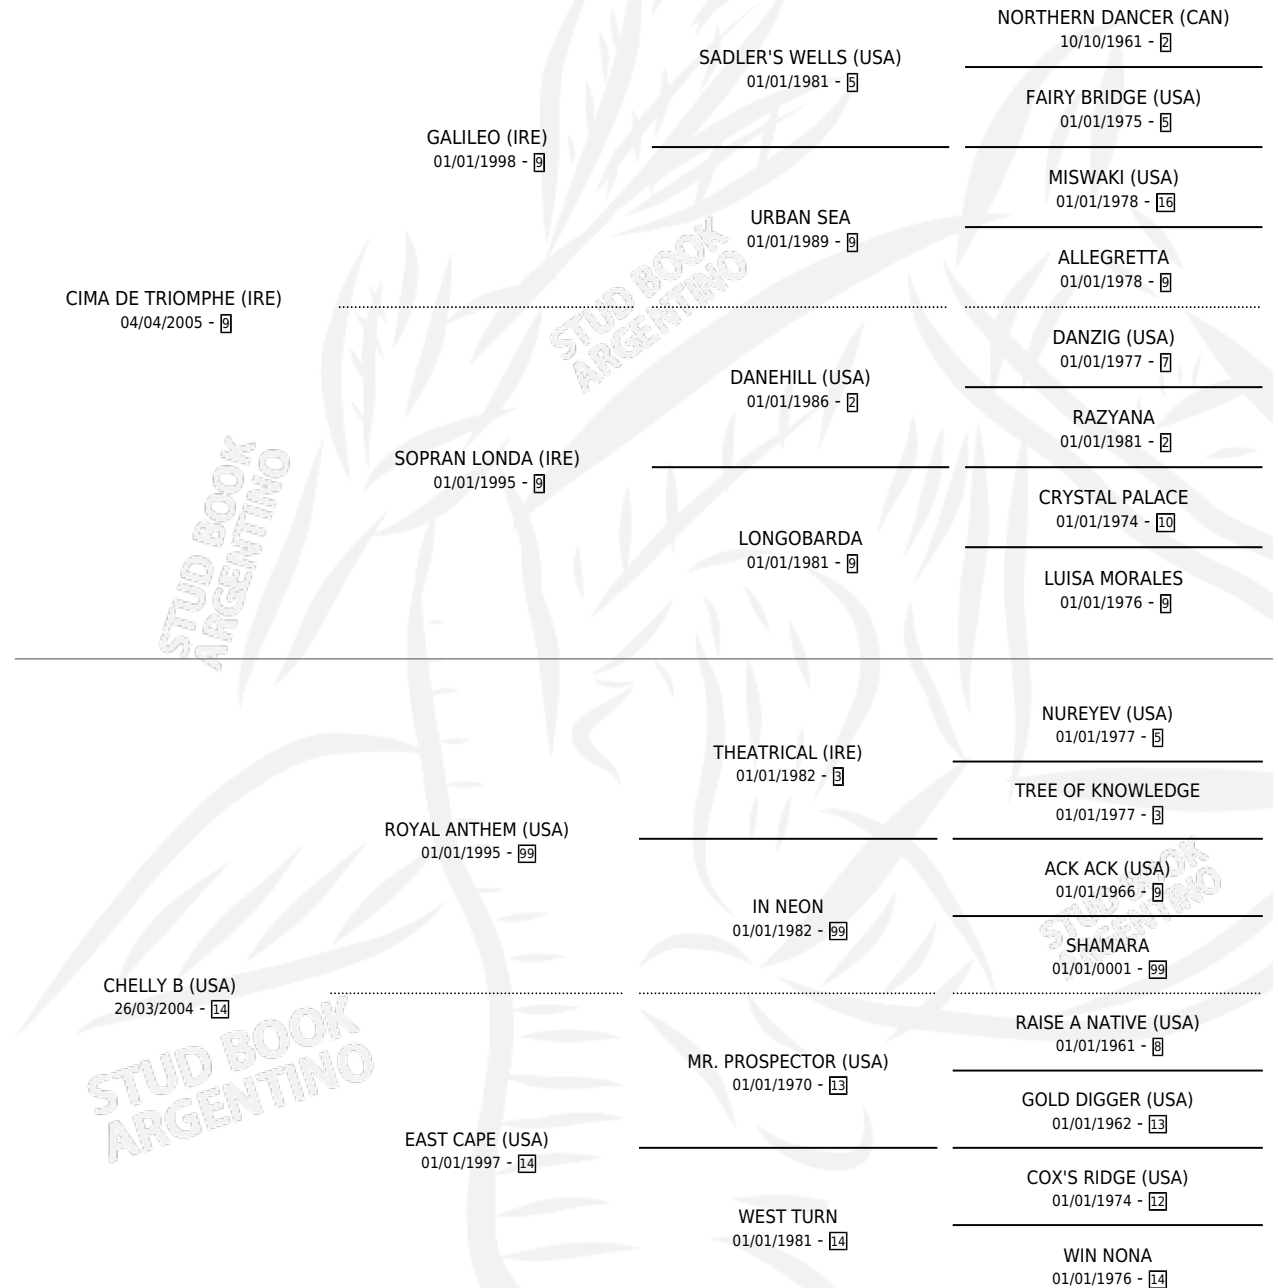 NORTHERN DANCER (CAN)
10/10/1961 - 2
SADLER'S WELLS (USA)
01/01/1981 - 5
FAIRY BRIDGE (USA)
01/01/1975 - 5
GALILEO (IRE)
01/01/1998 - 9
MISWAKI (USA)
01/01/1978 - 16
URBAN SEA
01/01/1989 - 9
ALLEGRETTA
01/01/1978 - 9
CIMA DE TRIOMPHE (IRE)
04/04/2005 - 9
DANZIG (USA)
01/01/1977 - 7
DANEHILL (USA)
01/01/1986 - 2
RAZYANA
01/01/1981 - 2
SOPRAN LONDA (IRE)
01/01/1995 - 9
CRYSTAL PALACE
01/01/1974 - 10
LONGOBARDA
01/01/1981 - 9
LUISA MORALES
01/01/1976 - 9
NUREYEV (USA)
01/01/1977 - 5
THEATRICAL (IRE)
01/01/1982 - 3
TREE OF KNOWLEDGE
01/01/1977 - 3
ROYAL ANTHEM (USA)
01/01/1995 - 99
ACK ACK (USA)
01/01/1966 - 9
IN NEON
01/01/1982 - 99
SHAMARA
01/01/0001 - 99
CHELLY B (USA)
26/03/2004 - 14
RAISE A NATIVE (USA)
01/01/1961 - 8
MR. PROSPECTOR (USA)
01/01/1970 - 13
GOLD DIGGER (USA)
01/01/1962 - 13
EAST CAPE (USA)
01/01/1997 - 14
COX'S RIDGE (USA)
01/01/1974 - 12
WEST TURN
01/01/1981 - 14
WIN NONA
01/01/1976 - 14
STUD BOOK
ARGENTINO
STUD BOOK
ARGENTINO
STUD BOOK
ARGENTINO
STUD BOOK
ARGENTINO